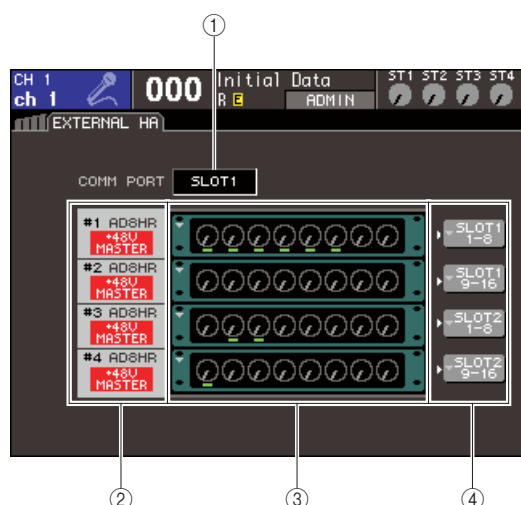 ①
CH 1
ch 1
000
Initial Data
R E
ADMIN
ST1 ST2 ST3 ST4
EXTERNAL HA
COMM PORT
SLOT1
#1 AD8HR
+48V
MASTER
SLOT1
1-8
#2 AD8HR
+48V
MASTER
SLOT1
9-16
#3 AD8HR
+48V
MASTER
SLOT2
1-8
#4 AD8HR
+48V
MASTER
SLOT2
9-16
② ③ ④